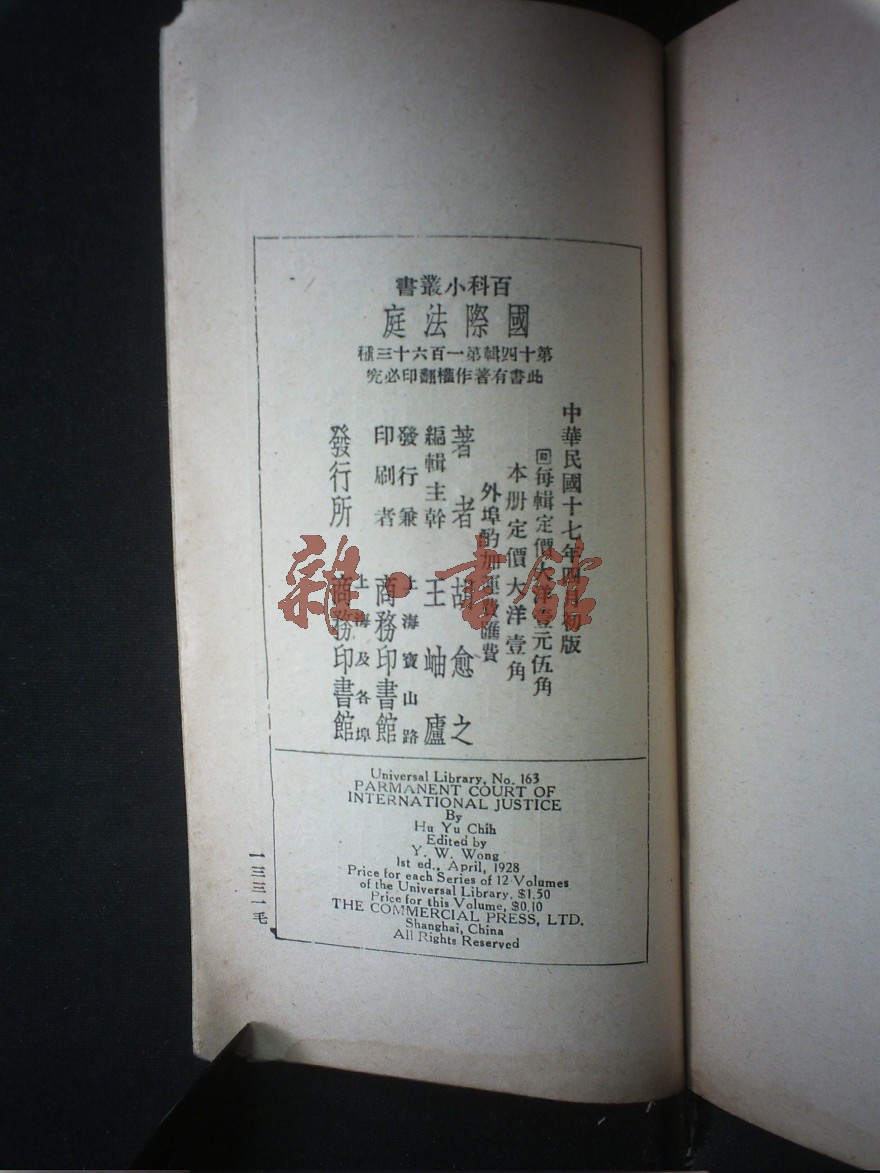 百科小叢書
國際法庭
第十四輯第一百六十三種
此書有著作權翻印必究
中華民國十七年四月初版
每輯定價大洋壹元伍角
本册定價大洋壹角
外埠酌加運費匯費
著者 胡愈之
編輯主幹 王岫廬
發行兼印刷者 上海寶山路 商務印書館
發行所 上海及各埠 商務印書館
Universal Library, No. 163
PARMANENT COURT OF
INTERNATIONAL JUSTICE
By
Hu Yu Chih
Edited by
Y. W. Wong
1st ed., April, 1928
Price for each Series of 12 Volumes
of the Universal Library, $1.50
Price for this Volume, $0.10
THE COMMERCIAL PRESS, LTD.
Shanghai, China
All Rights Reserved
一三三一毛
雜·書館